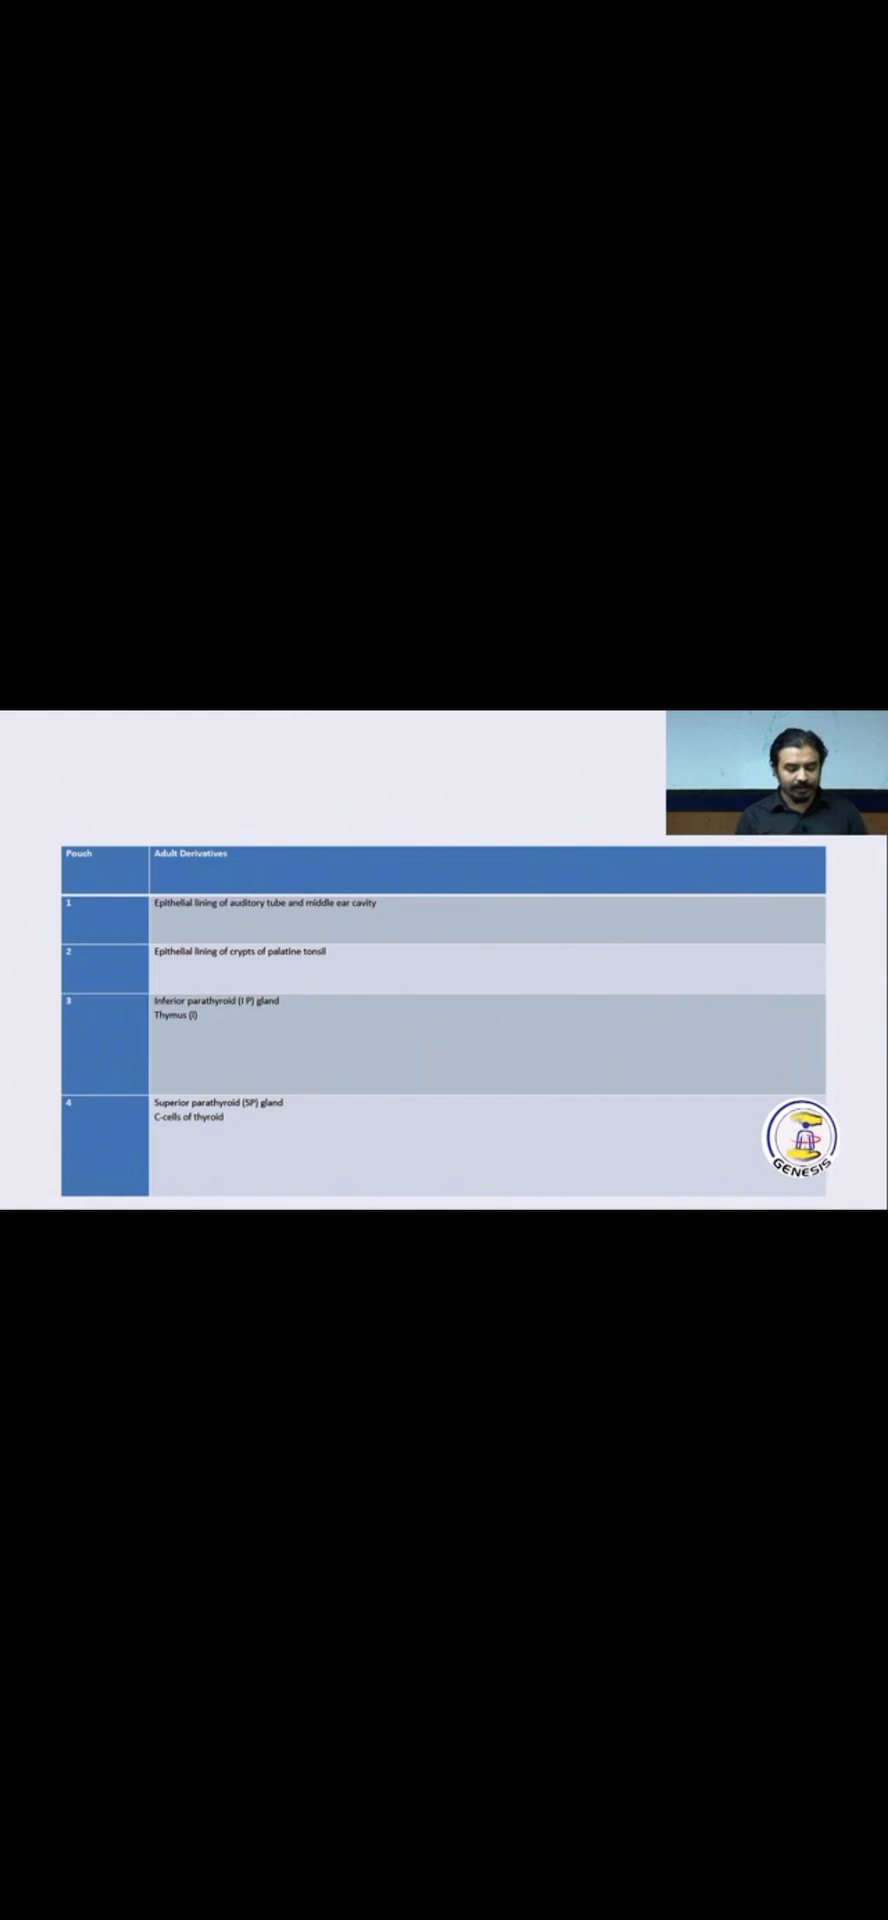 Pouch
Adult Derivatives
1
Epithelial lining of auditory tube and middle ear cavity
2
Epithelial lining of crypts of palatine tonsil
3
Inferior parathyroid (I P) gland
Thymus (I)
4
Superior parathyroid (SP) gland
C-cells of thyroid
GENESIS